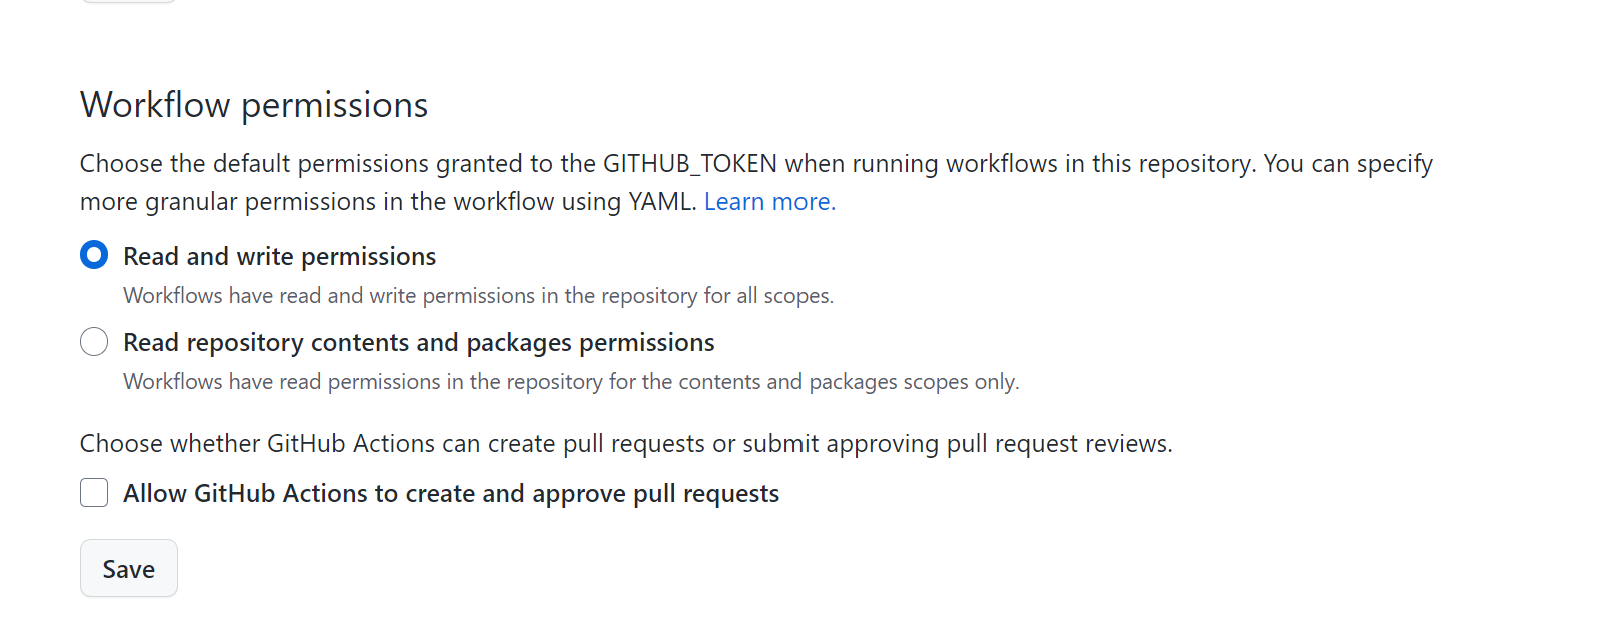 Workflow permissions
Choose the default permissions granted to the GITHUB_TOKEN when running workflows in this repository. You can specify
more granular permissions in the workflow using YAML. Learn more.
Read and write permissions
Workflows have read and write permissions in the repository for all scopes.
Read repository contents and packages permissions
Workflows have read permissions in the repository for the contents and packages scopes only.
Choose whether GitHub Actions can create pull requests or submit approving pull request reviews.
Allow GitHub Actions to create and approve pull requests
Save